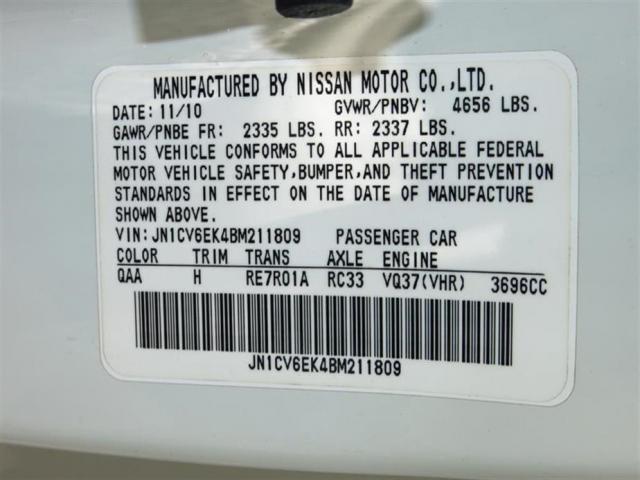 MANUFACTURED BY NISSAN MOTOR CO.,LTD.
DATE: 11/10 GVWR/PNBV: 4656 LBS.
GAWR/PNBE FR: 2335 LBS. RR: 2337 LBS.
THIS VEHICLE CONFORMS TO ALL APPLICABLE FEDERAL
MOTOR VEHICLE SAFETY,BUMPER,AND THEFT PREVENTION
STANDARDS IN EFFECT ON THE DATE OF MANUFACTURE
SHOWN ABOVE.
VIN:JN1CV6EK4BM211809 PASSENGER CAR
COLOR TRIM TRANS AXLE ENGINE
QAA H RE7R01A RC33 VQ37(VHR) 3696CC
JN1CV6EK4BM211809